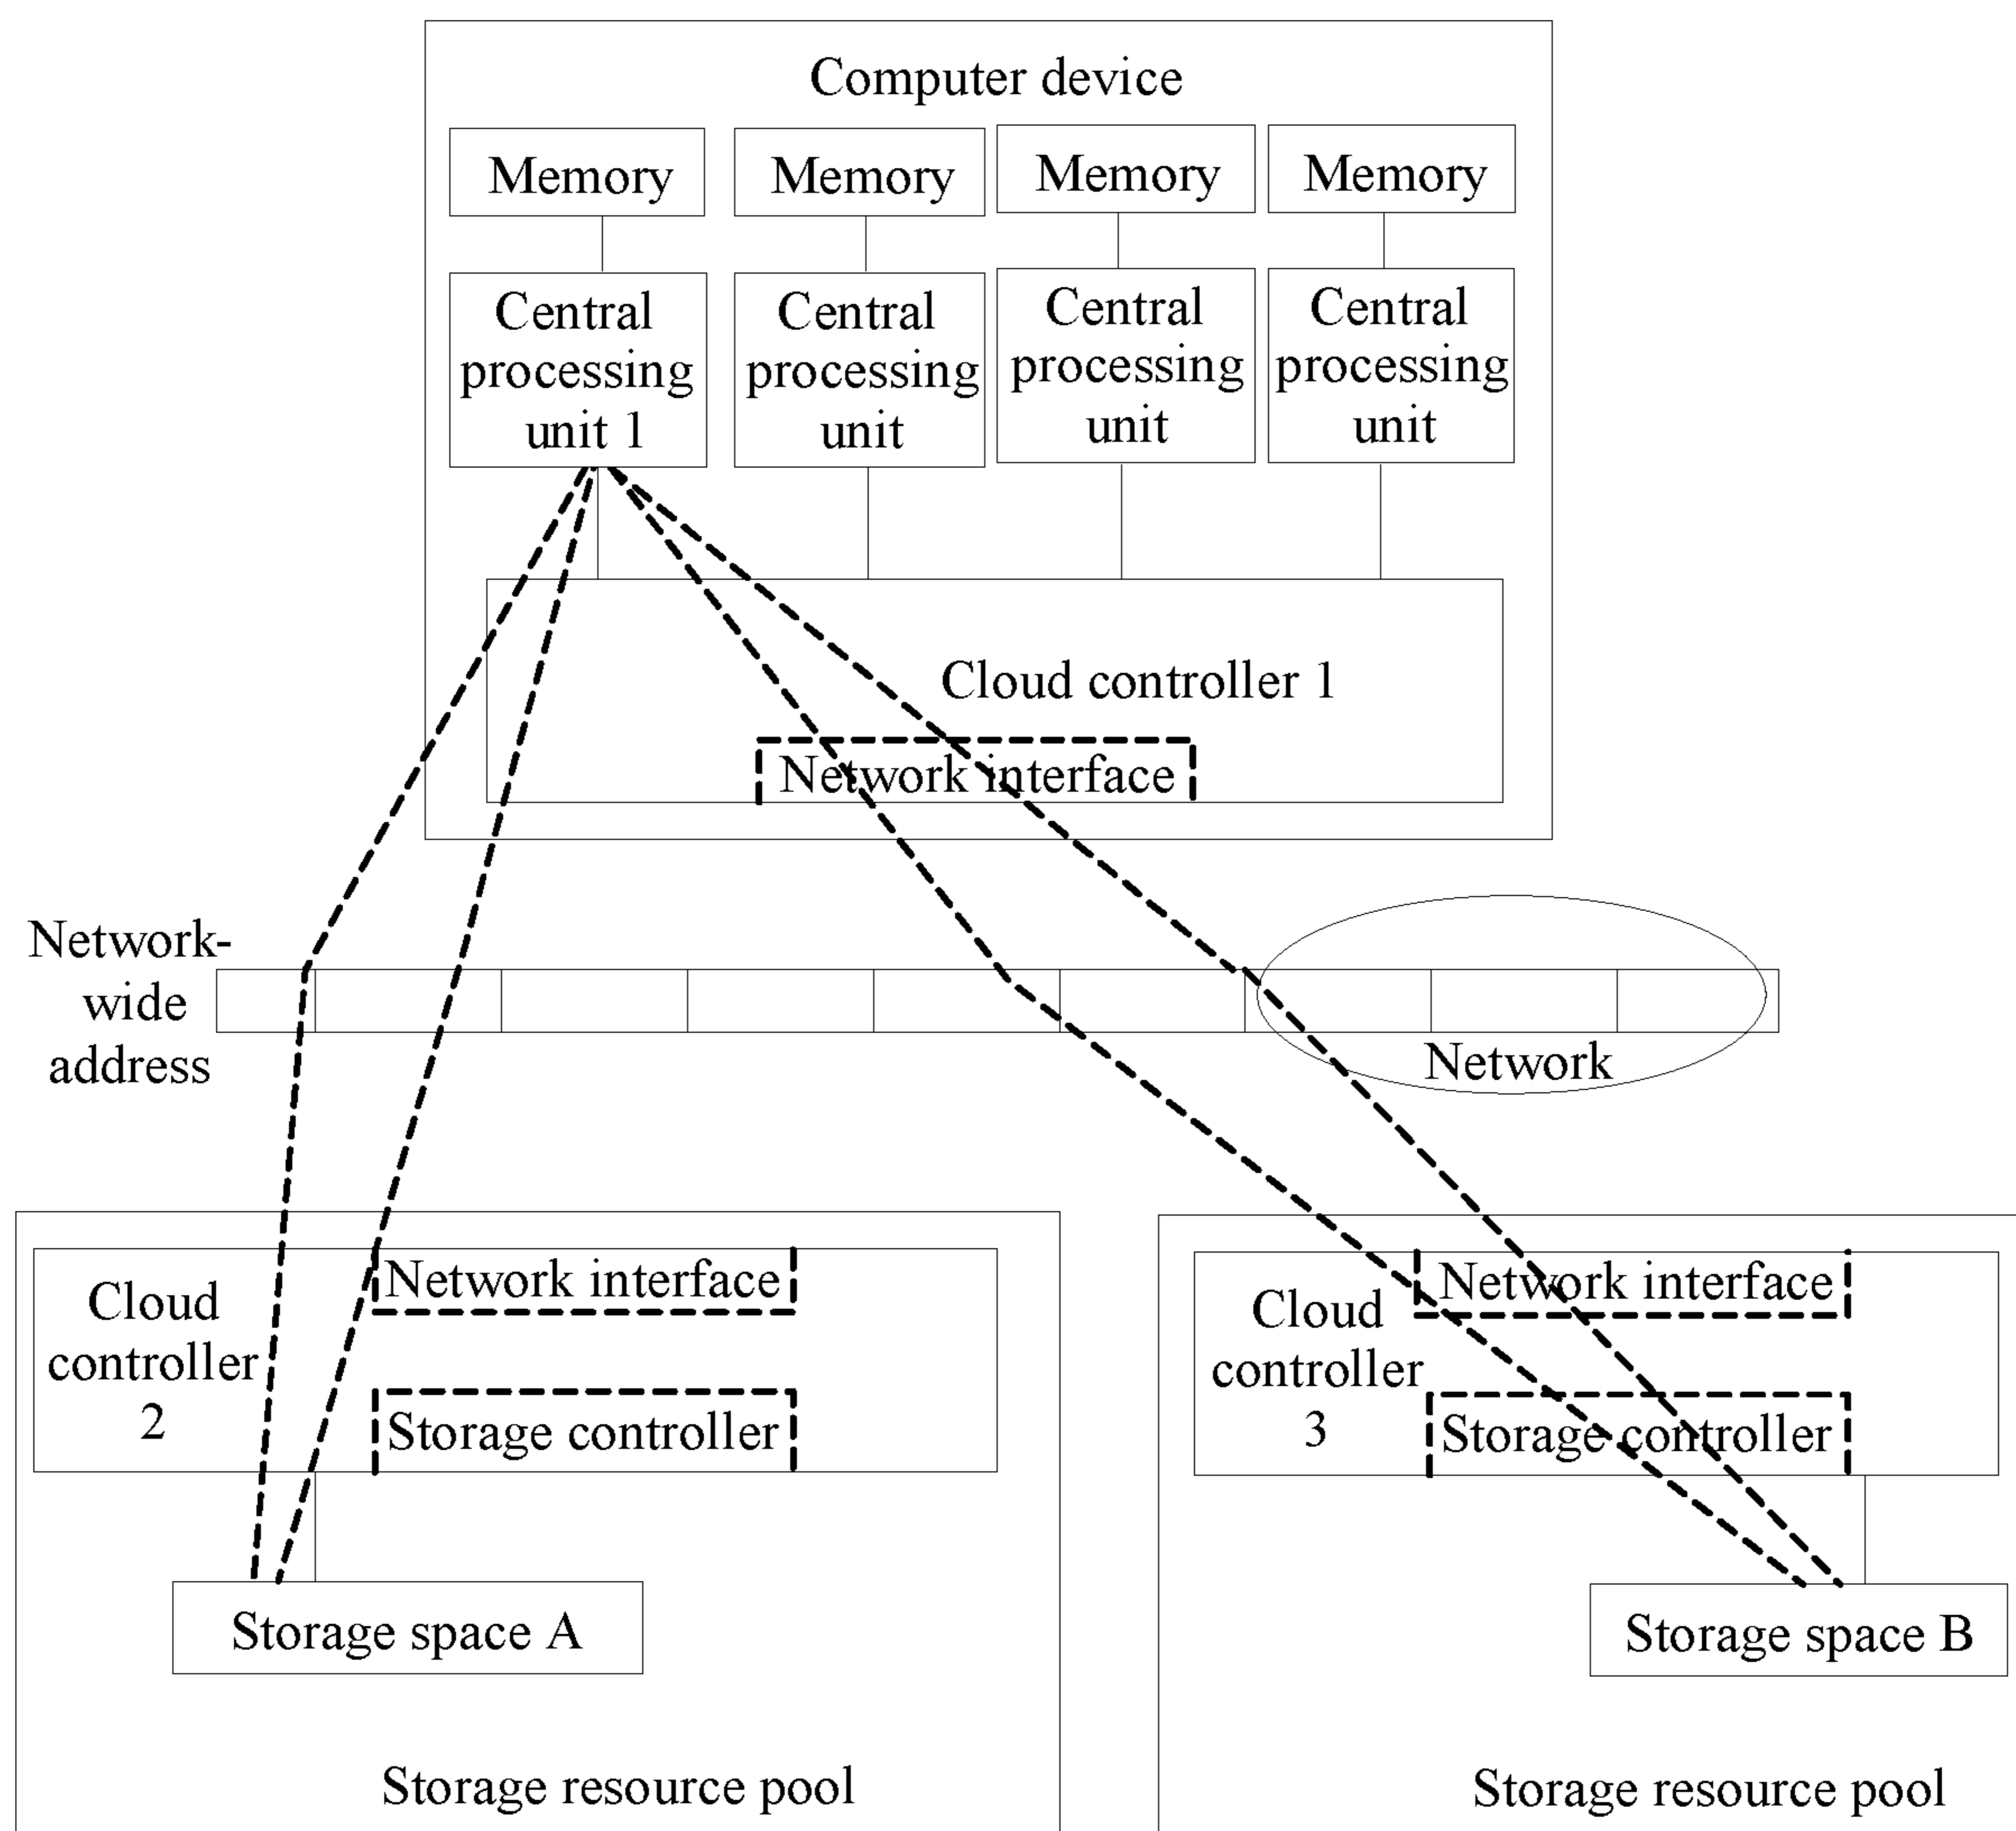 Computer device
Memory
Memory
Memory
Memory
Central
processing
unit 1
Central
processing
unit
Central
processing
unit
Central
processing
unit
Cloud controller 1
Network interface
Network-
wide
address
Network
Cloud
controller
2
Network interface
Storage controller
Storage space A
Storage resource pool
Cloud
controller
3
Network interface
Storage controller
Storage space B
Storage resource pool